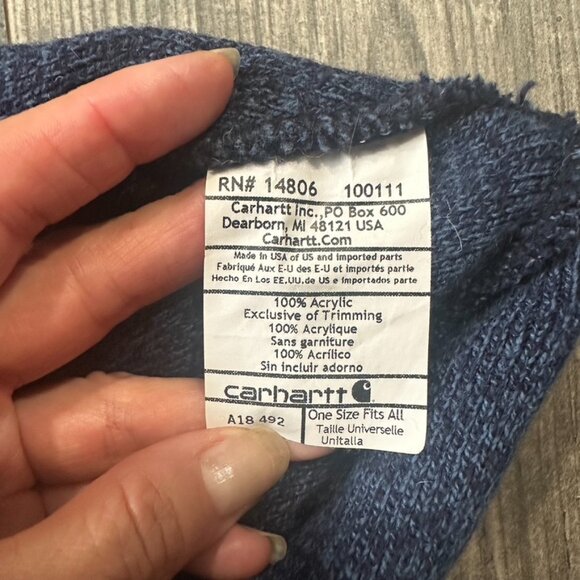 RN# 14806 100111
Carhartt Inc.,PO Box 600
Dearborn, MI 48121 USA
Carhartt.Com
Made in USA of US and imported parts
Fabriqué Aux E-U des E-U et importés partie
Hecho En Los EE.UU.de US e importados parte
100% Acrylic
Exclusive of Trimming
100% Acrylique
Sans garniture
100% Acrílico
Sin incluir adorno
carhartt
A18 492
One Size Fits All
Taille Universelle
Unitalla